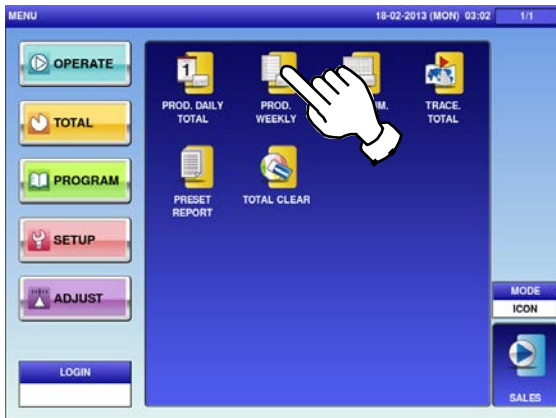 MENU
18-02-2013 (MON) 03:02
1/1
OPERATE
TOTAL
PROGRAM
SETUP
ADJUST
LOGIN
1
PROD. DAILY
TOTAL
PROD.
WEEKLY
M.
TRACE.
TOTAL
PRESET
REPORT
TOTAL CLEAR
MODE
ICON
SALES